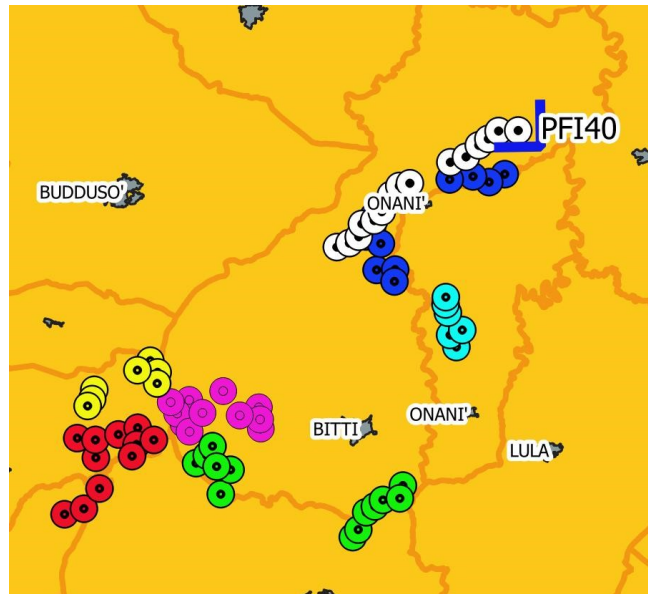 PFI40
BUDDUSO'
ONANI'
ONANI'
BITTI
LULA